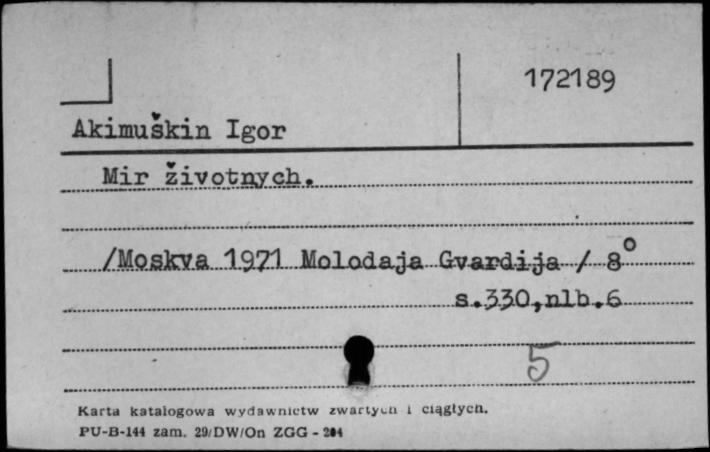 172189
Akimuškin Igor
Mir životnych.
/Moskva 1971 Molodaja Gvardija / 8°
s.330,nlb.6
5
Karta katalogowa wydawnictw zwartych i ciągłych.
PU-B-144 zam. 29/DW/On ZGG - 204